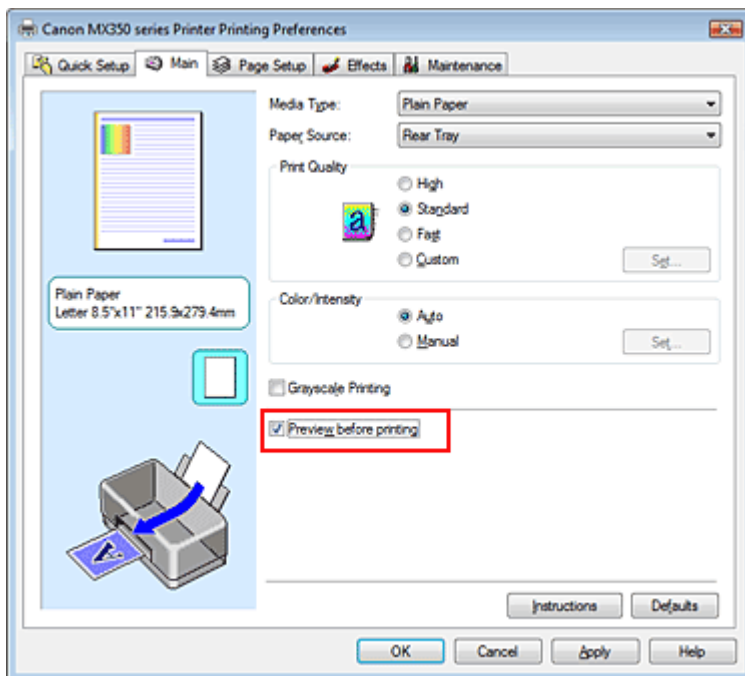 Canon MX350 series Printer Printing Preferences
Quick Setup Main Page Setup Effects Maintenance
Media Type: Plain Paper
Paper Source: Rear Tray
Print Quality
High
a Standard
Fast
Custom Set...
Plain Paper
Letter 8.5"x11" 215.9x279.4mm
Color/Intensity
Auto
Manual Set...
Grayscale Printing
Preview before printing
A
Instructions Defaults
OK Cancel Apply Help